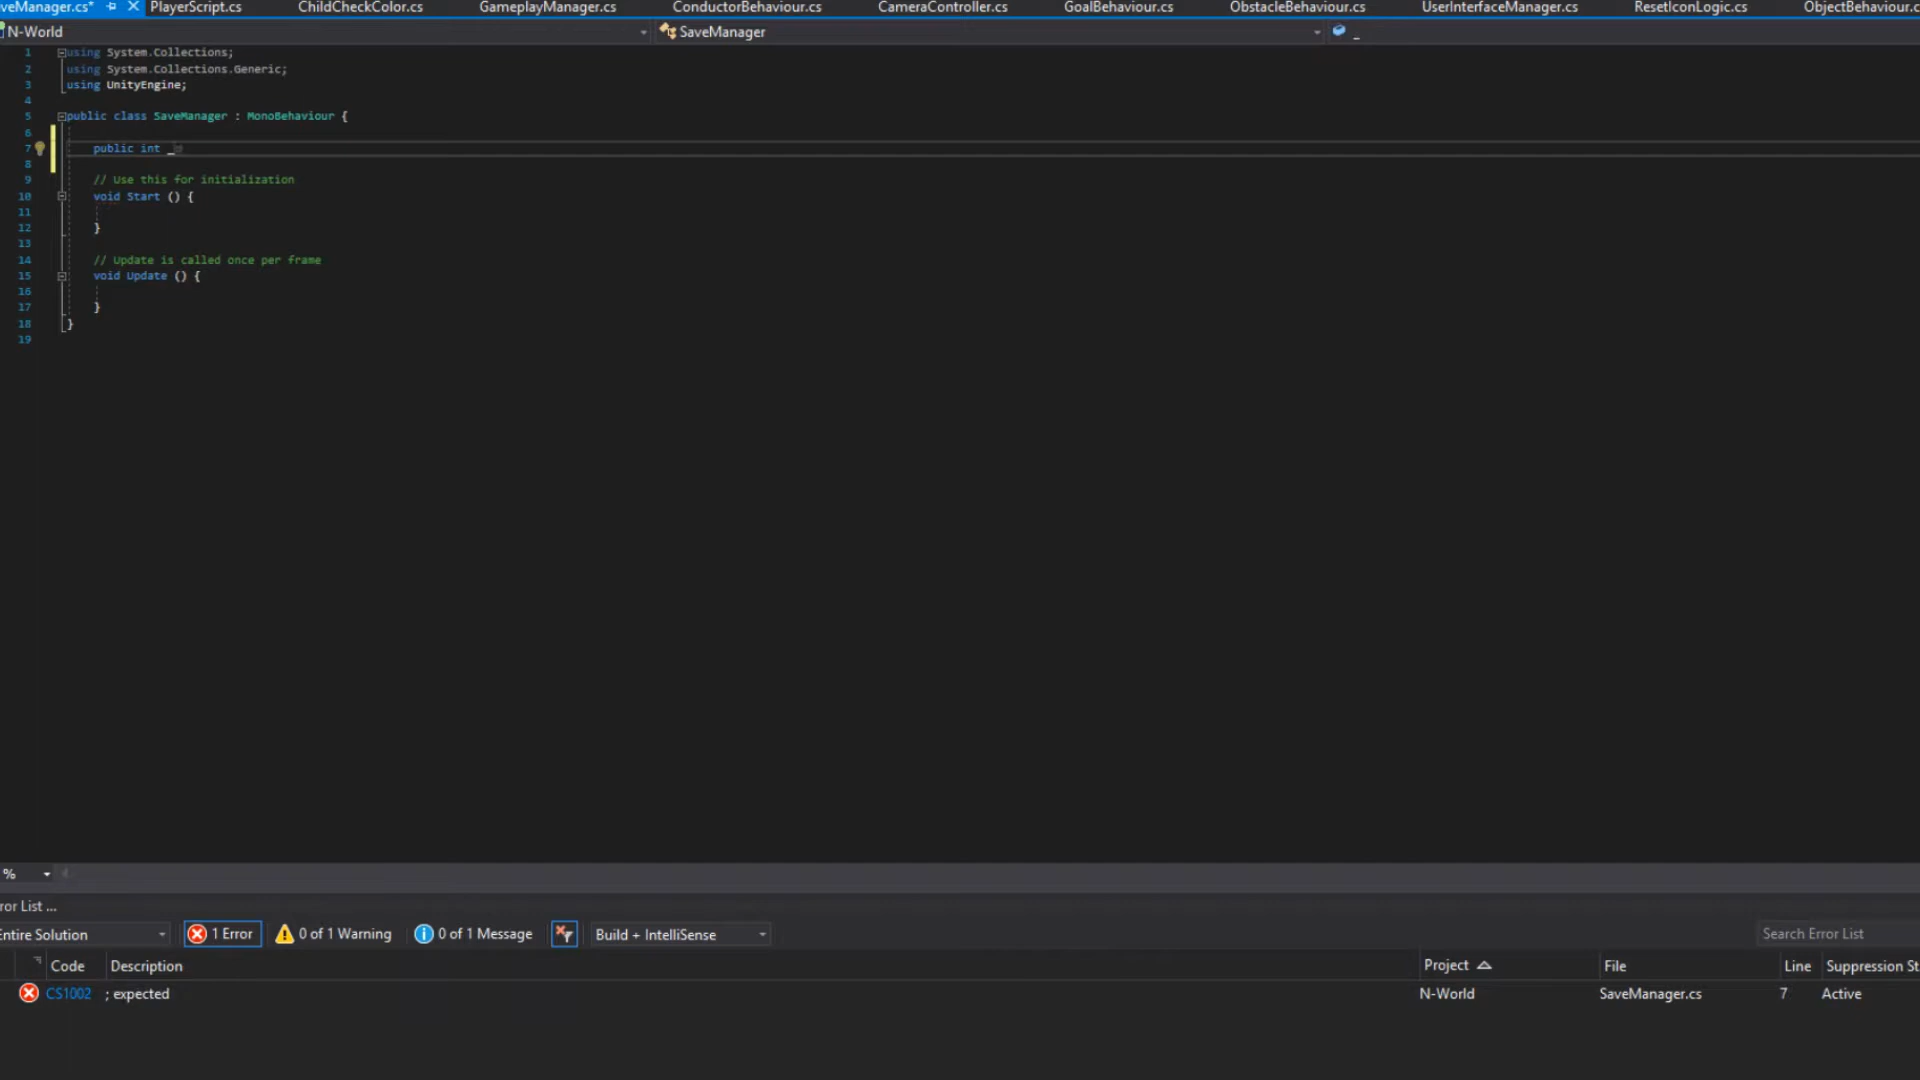 veManager.cs* PlayerScript.cs ChildCheckColor.cs GameplayManager.cs ConductorBehaviour.cs CameraController.cs GoalBehaviour.cs ObstacleBehaviour.cs UserInterfaceManager.cs ResetIconLogic.cs ObjectBehaviour.c
N-World SaveManager _
1 using System.Collections;
2 using System.Collections.Generic;
3 using UnityEngine;
4
5 public class SaveManager : MonoBehaviour {
6
7 public int _
8
9 // Use this for initialization
10 void Start () {
11
12 }
13
14 // Update is called once per frame
15 void Update () {
16
17 }
18 }
19
%
ror List ...
Entire Solution 1 Error 0 of 1 Warning 0 of 1 Message Build + IntelliSense Search Error List
Code Description Project File Line Suppression St
CS1002 ; expected N-World SaveManager.cs 7 Active